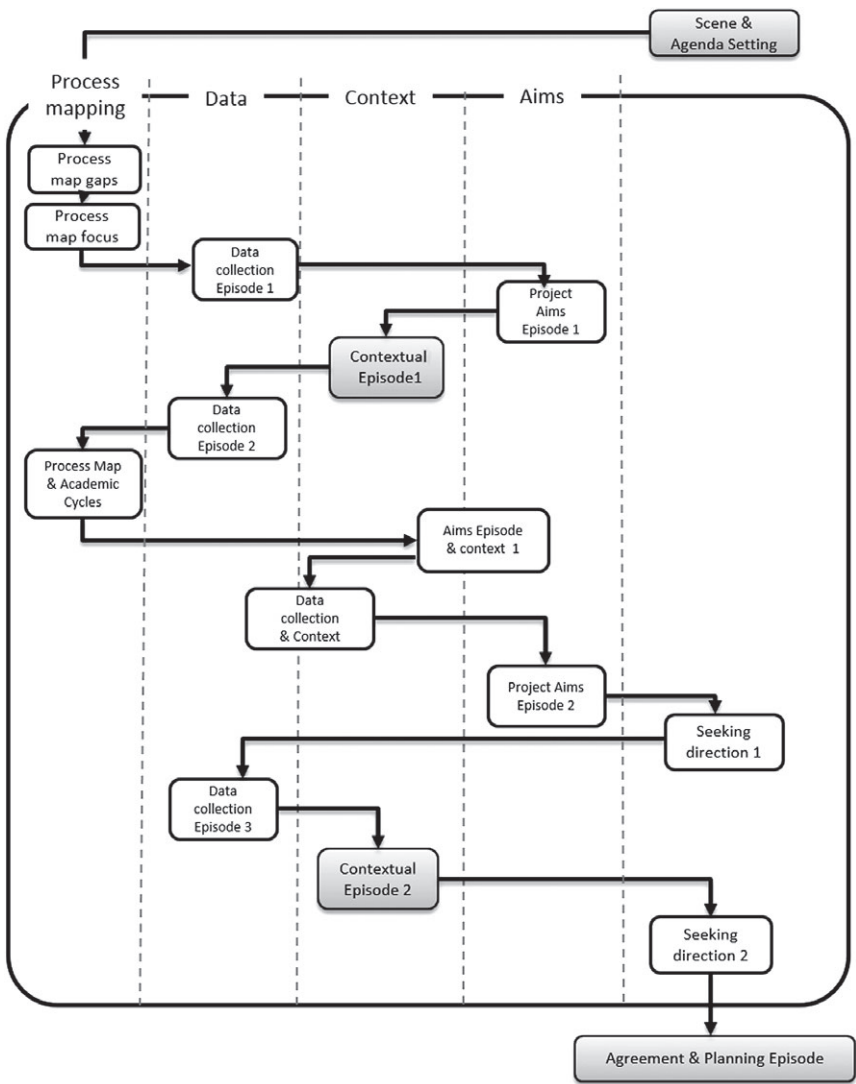 Scene &
Agenda Setting
Process
mapping
Data
Context
Aims
Process
map gaps
Process
map focus
Data
collection
Episode 1
Project
Aims
Episode 1
Contextual
Episode1
Data
collection
Episode 2
Process Map
& Academic
Cycles
Aims Episode
& context 1
Data
collection
& Context
Project Aims
Episode 2
Seeking
direction 1
Data
collection
Episode 3
Contextual
Episode 2
Seeking
direction 2
Agreement & Planning Episode